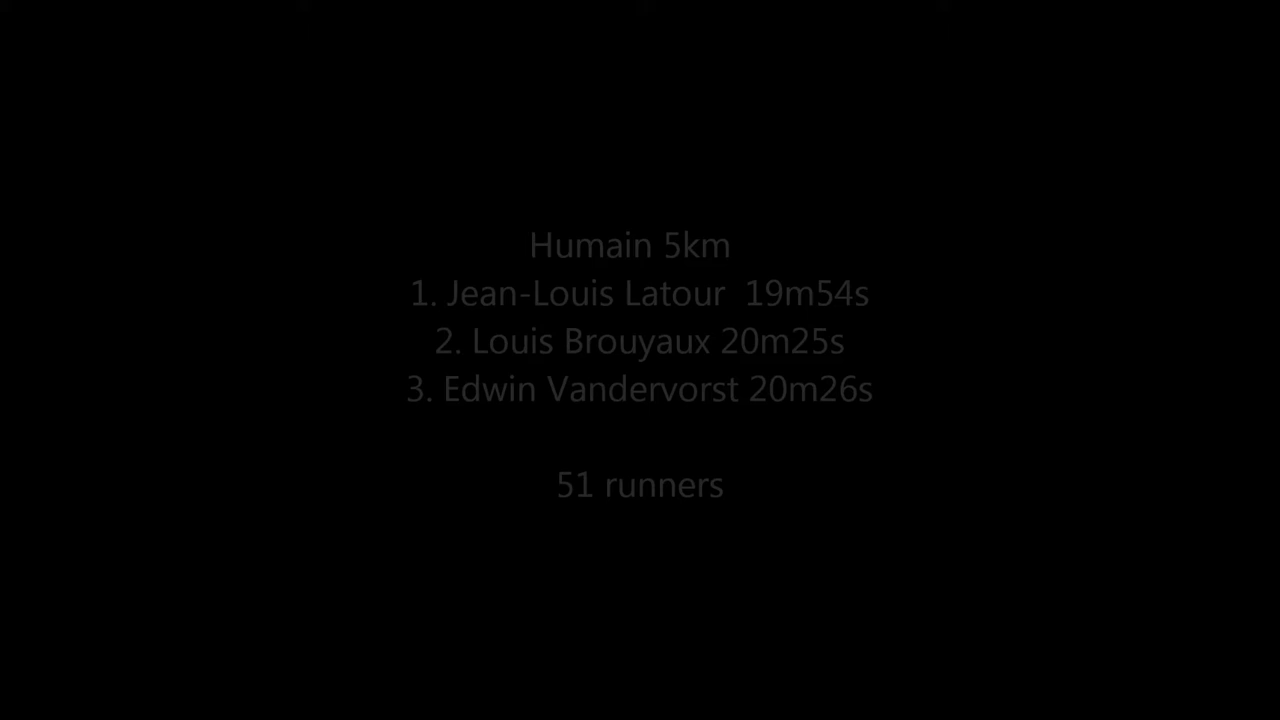 Humain 5km
1. Jean-Louis Latour  19m54s
2. Louis Brouyaux 20m25s
3. Edwin Vandervorst 20m26s
51 runners